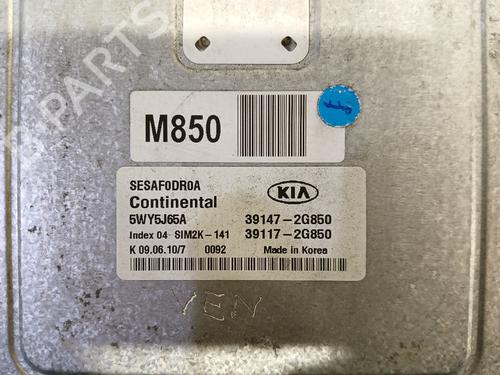 B-PARTS
M850
SESAF0DR0A
Continental
KIA
5WY5J65A 39147-2G850
Index 04 SIM2K-141 39117-2G850
K 09.06.10/7 0092 Made in Korea
VEN